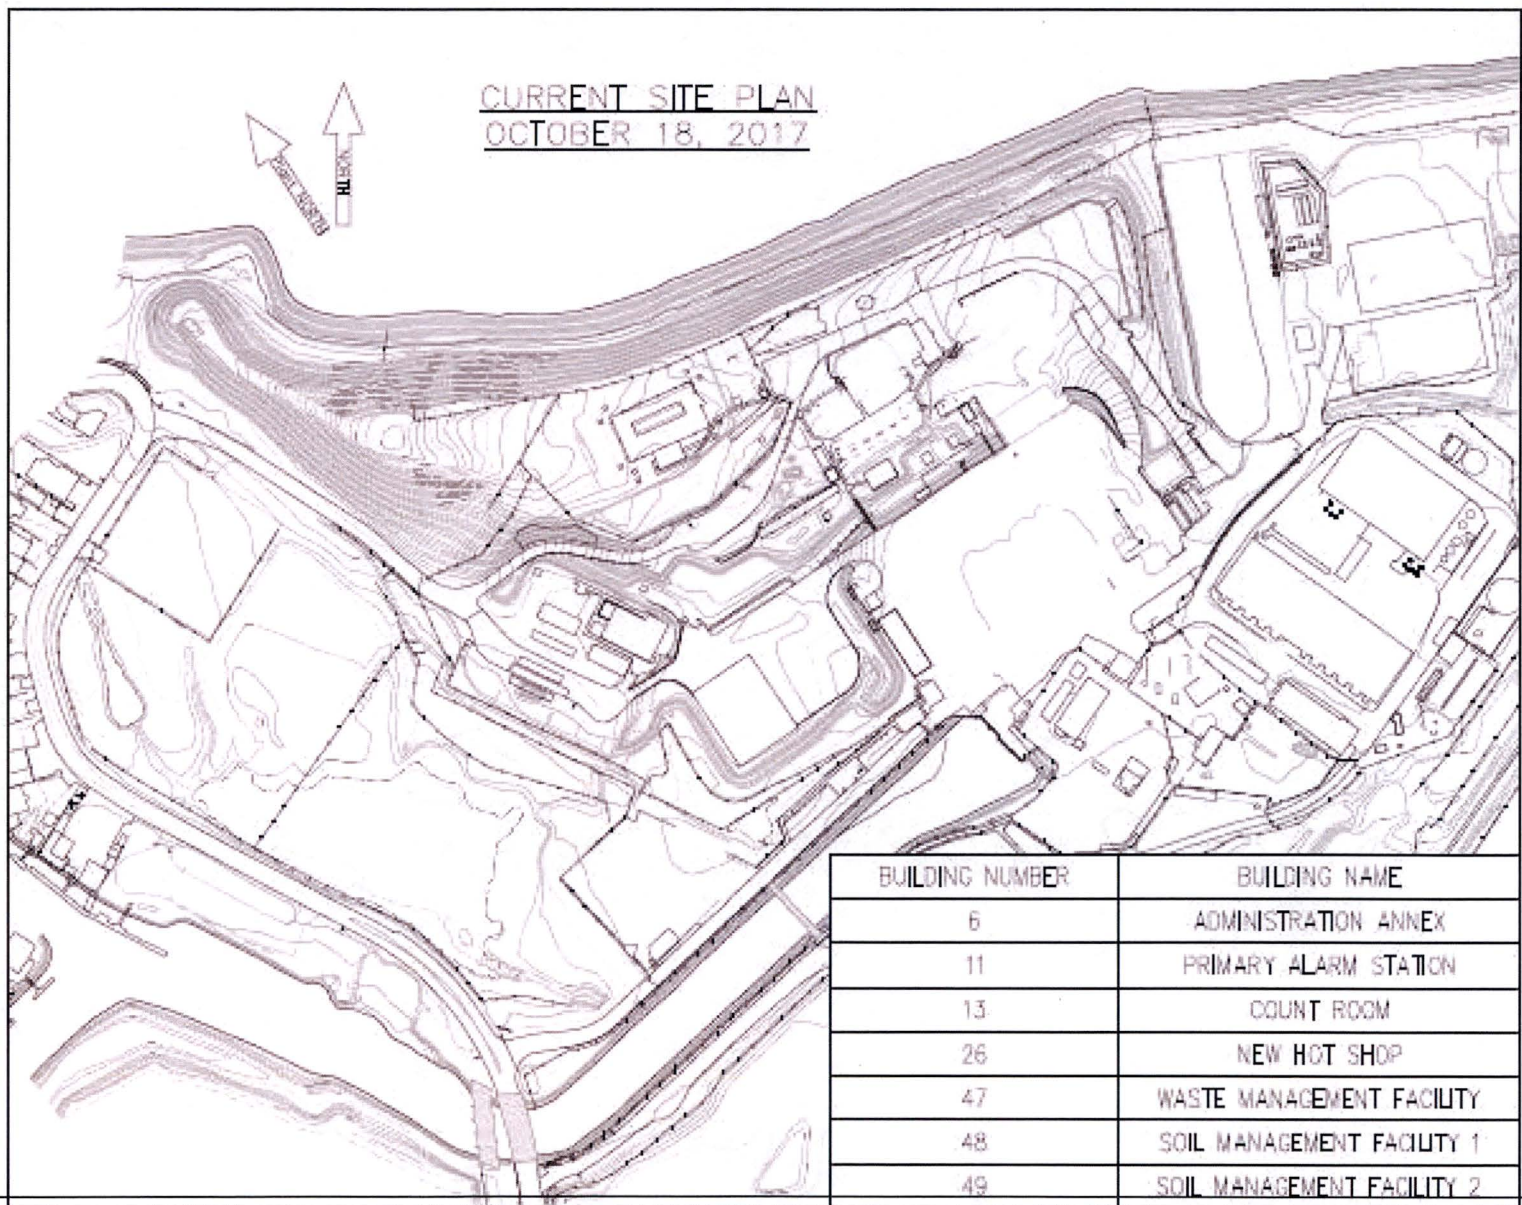 CURRENT SITE PLAN
OCTOBER 18, 2017
NORTH
BUILDING NUMBER BUILDING NAME
6 ADMINISTRATION ANNEX
11 PRIMARY ALARM STATION
13 COUNT ROOM
26 NEW HOT SHOP
47 WASTE MANAGEMENT FACILITY
48 SOIL MANAGEMENT FACILITY 1
49 SOIL MANAGEMENT FACILITY 2